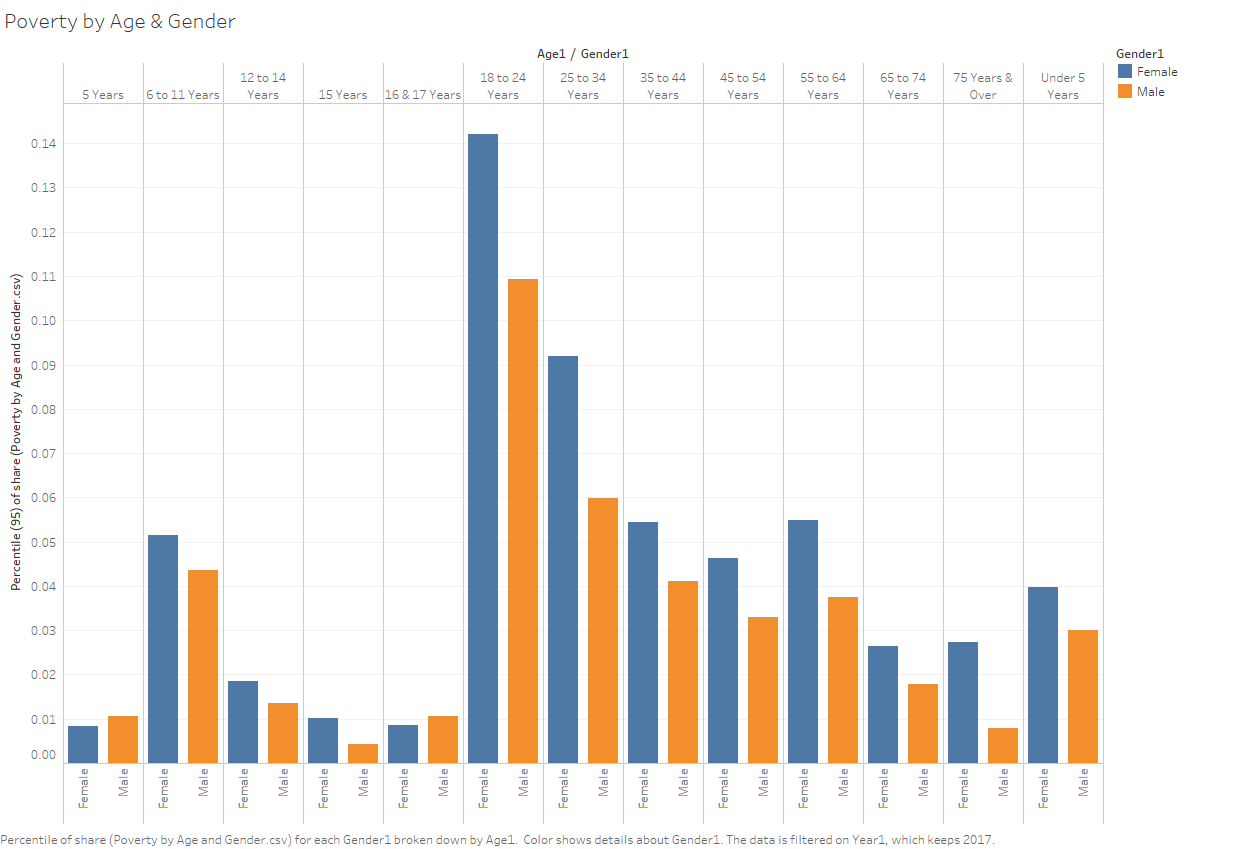 Poverty by Age & Gender
Age1 / Gender1
Gender1
Female
Male
5 Years
6 to 11 Years
12 to 14
Years
15 Years
16 & 17 Years
18 to 24
Years
25 to 34
Years
35 to 44
Years
45 to 54
Years
55 to 64
Years
65 to 74
Years
75 Years &
Over
Under 5
Years
Percentile (95) of share (Poverty by Age and Gender.csv)
0.14
0.13
0.12
0.11
0.10
0.09
0.08
0.07
0.06
0.05
0.04
0.03
0.02
0.01
0.00
Female
Male
Female
Male
Female
Male
Female
Male
Female
Male
Female
Male
Female
Male
Female
Male
Female
Male
Female
Male
Female
Male
Female
Male
Female
Male
Percentile of share (Poverty by Age and Gender.csv) for each Gender1 broken down by Age1. Color shows details about Gender1. The data is filtered on Year1, which keeps 2017.